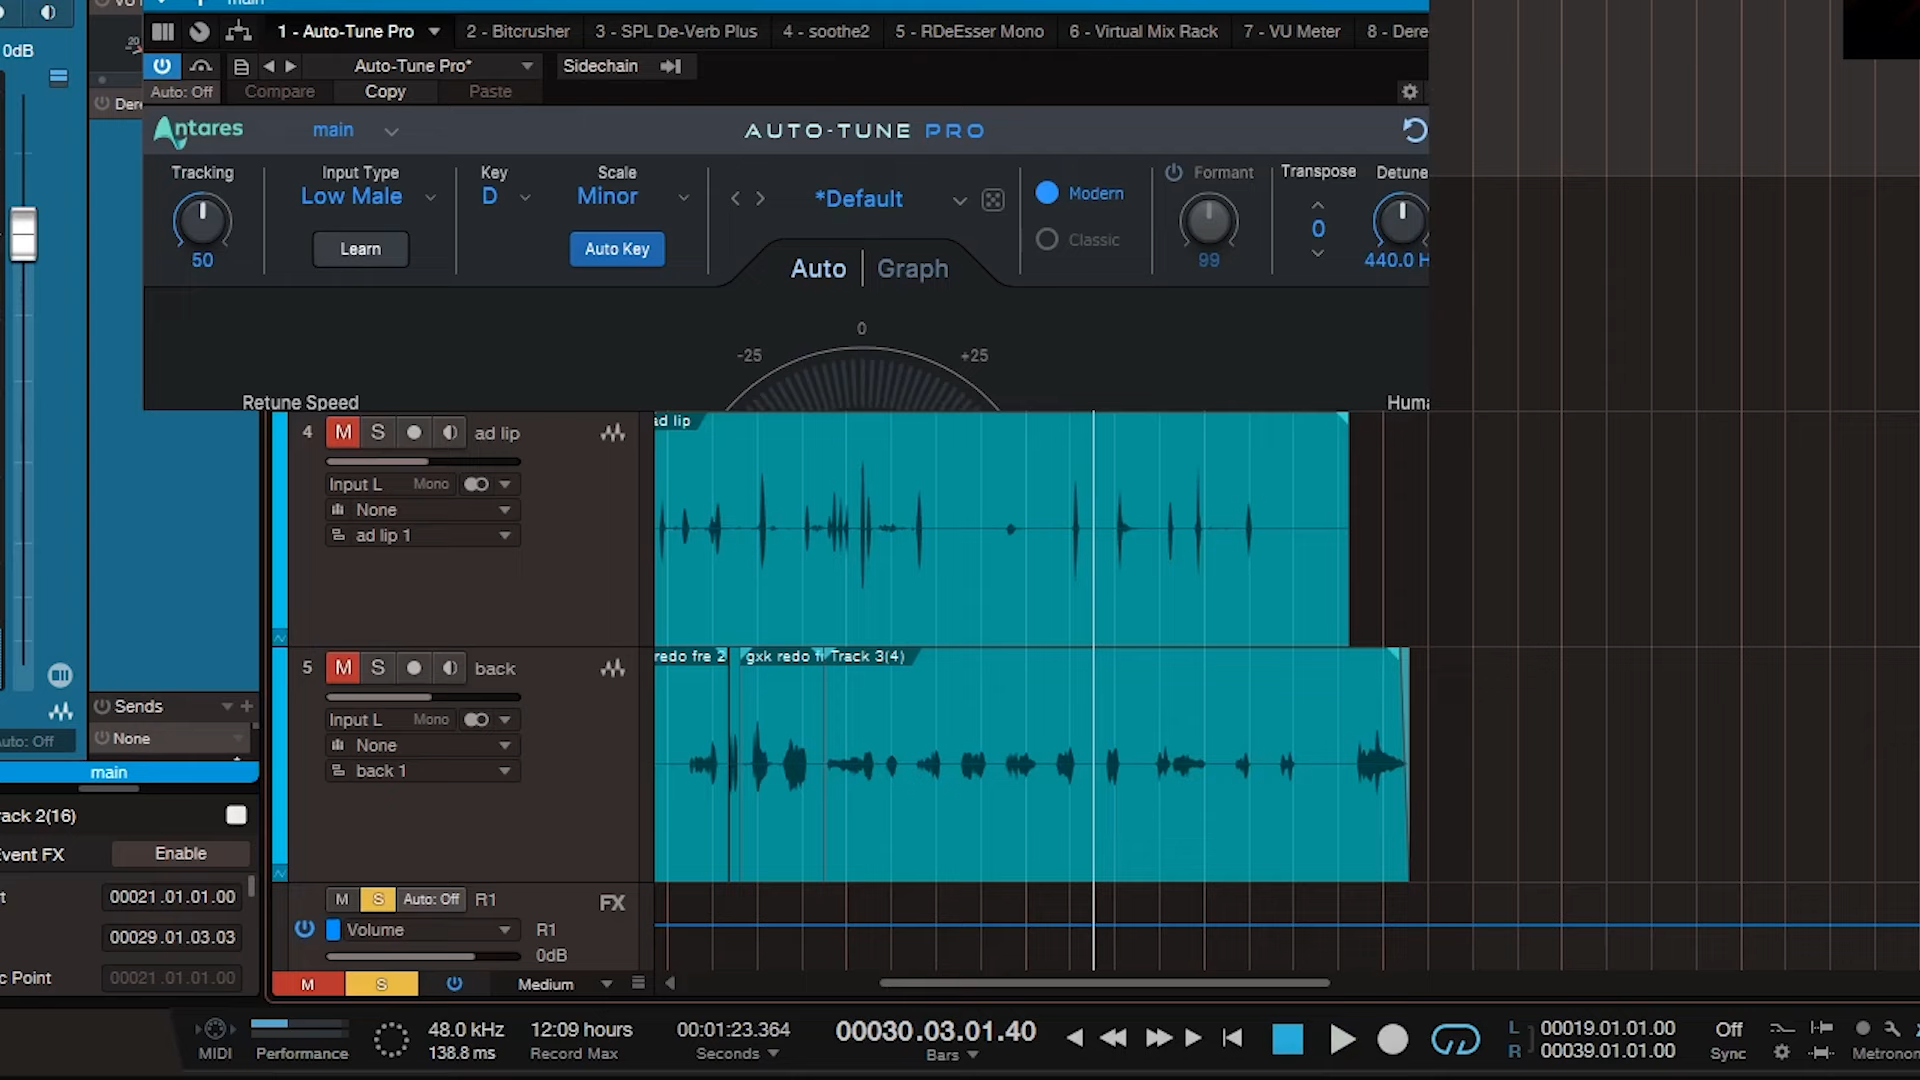 main
0dB
20
1 - Auto-Tune Pro
2 - Bitcrusher
3 - SPL De-Verb Plus
4 - soothe2
5 - RDeEsser Mono
6 - Virtual Mix Rack
7 - VU Meter
8 - Dere
Auto-Tune Pro*
Sidechain
Auto: Off
Compare
Copy
Paste
Dere
Antares
main
AUTO-TUNE PRO
Tracking
50
Input Type
Low Male
Learn
Key
D
Scale
Minor
Auto Key
*Default
Auto
Graph
Modern
Classic
Formant
99
Transpose
0
Detune
440.0 H
0
-25
+25
Retune Speed
Huma
4
M
S
ad lip
Input L
Mono
None
ad lip 1
ad lip
5
M
S
back
Input L
Mono
None
back 1
redo fre 2
gxk redo fr
Track 3(4)
Sends
None
uto: Off
main
rack 2(16)
Event FX
Enable
t
00021.01.01.00
00029.01.03.03
c Point
00021.01.01.00
M
S
Auto: Off
R1
FX
Volume
R1
0dB
M
S
Medium
MIDI
Performance
48.0 kHz
138.8 ms
12:09 hours
Record Max
00:01:23.364
Seconds
00030.03.01.40
Bars
L
R
00019.01.01.00
00039.01.01.00
Off
Sync
Metronom